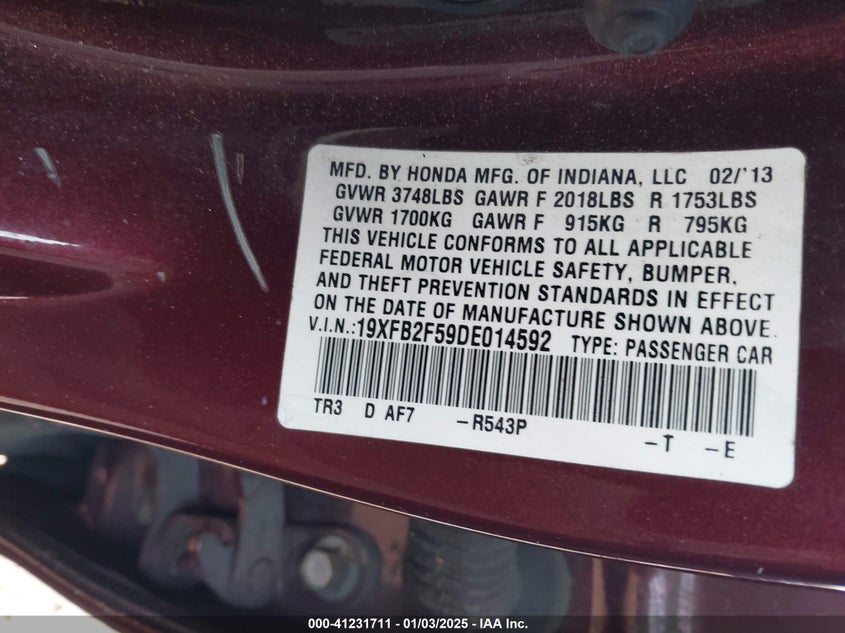 MFD. BY HONDA MFG. OF INDIANA, LLC 02/'13
GVWR 3748LBS GAWR F 2018LBS R 1753LBS
GVWR 1700KG GAWR F 915KG R 795KG
THIS VEHICLE CONFORMS TO ALL APPLICABLE
FEDERAL MOTOR VEHICLE SAFETY, BUMPER,
AND THEFT PREVENTION STANDARDS IN EFFECT
ON THE DATE OF MANUFACTURE SHOWN ABOVE.
V.I.N.:19XFB2F59DE014592 TYPE: PASSENGER CAR
TR3 D AF7 -R543P -T -E
000-41231711 - 01/03/2025 - IAA Inc.